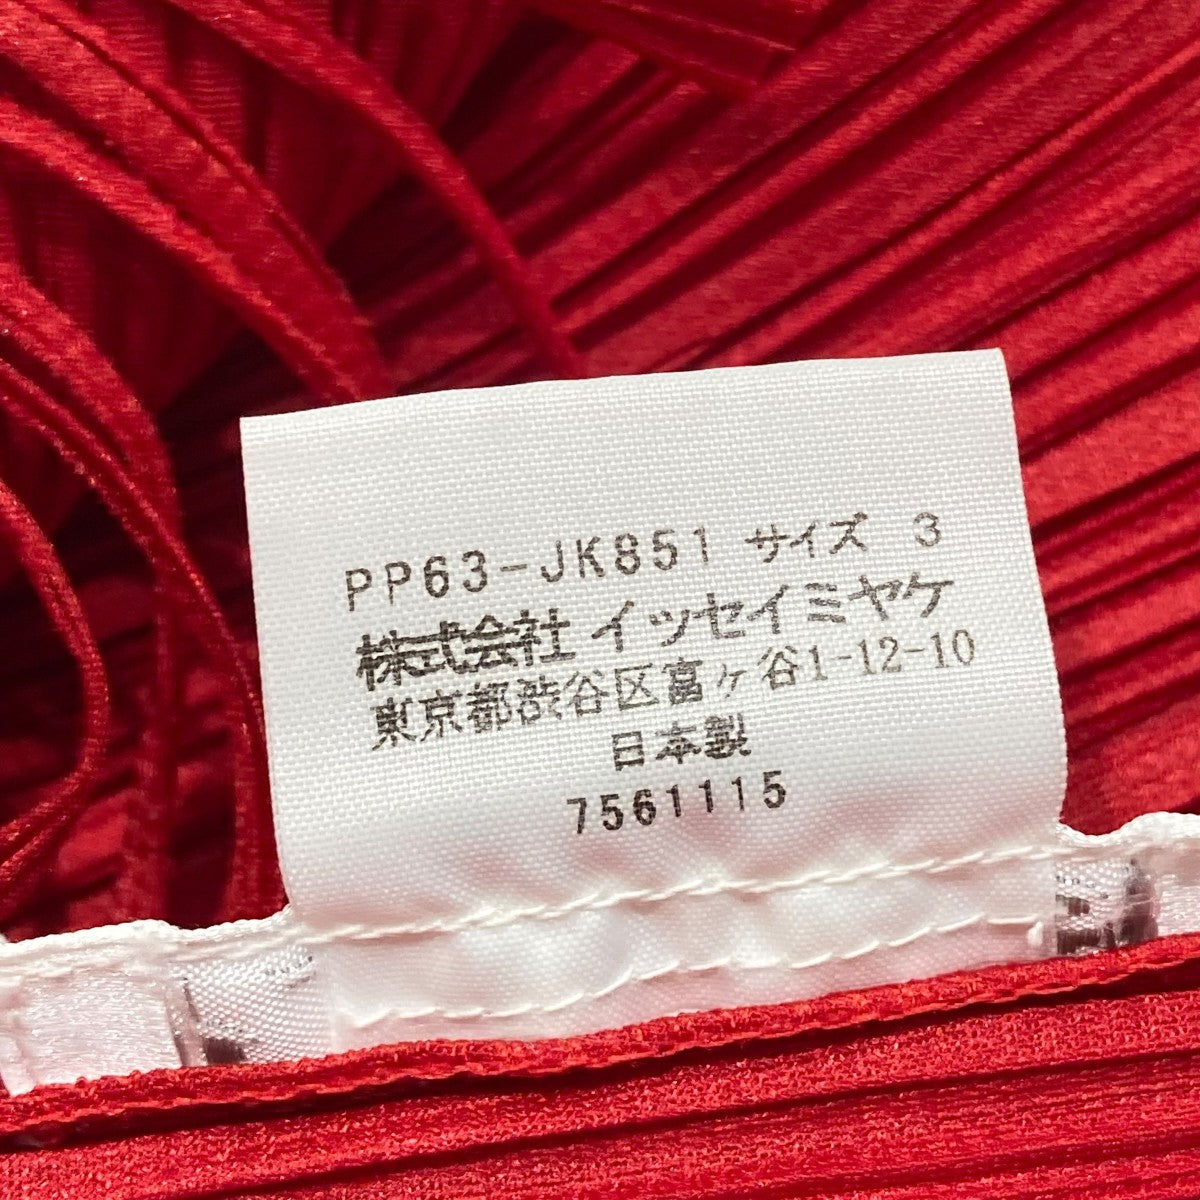 PP63-JK851 サイズ 3
株式会社 イッセイミヤケ
東京都渋谷区富ヶ谷1-12-10
日本製
7561115